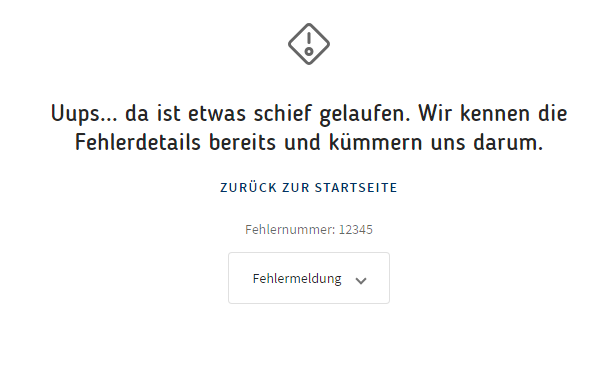 Uups... da ist etwas schief gelaufen. Wir kennen die
Fehlerdetails bereits und kümmern uns darum.
ZURÜCK ZUR STARTSEITE
Fehlernummer: 12345
Fehlermeldung